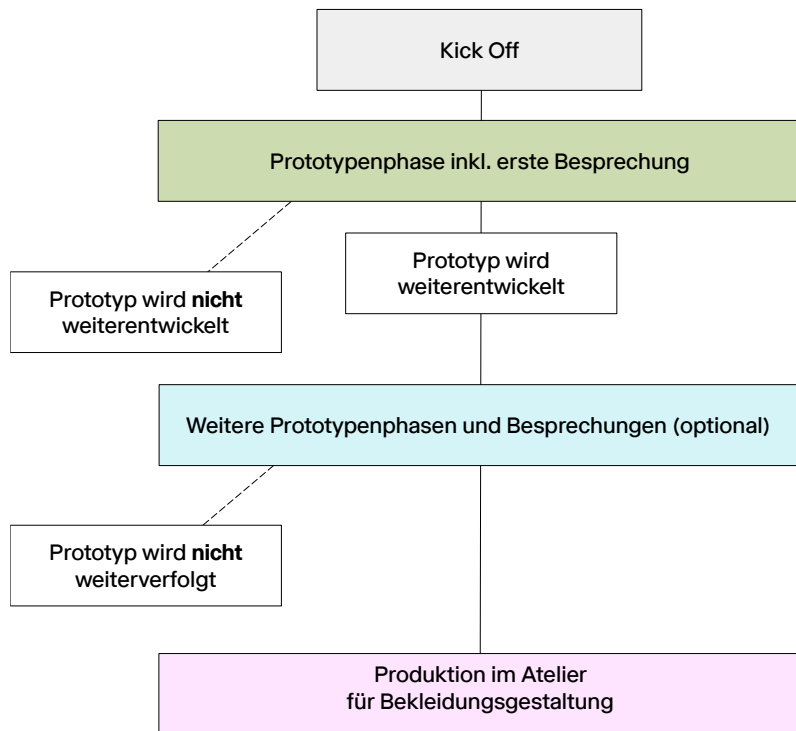 Kick Off
Prototypenphase inkl. erste Besprechung
Prototyp wird
weiterentwickelt
Prototyp wird nicht
weiterentwickelt
Weitere Prototypenphasen und Besprechungen (optional)
Prototyp wird nicht
weiterverfolgt
Produktion im Atelier
für Bekleidungsgestaltung